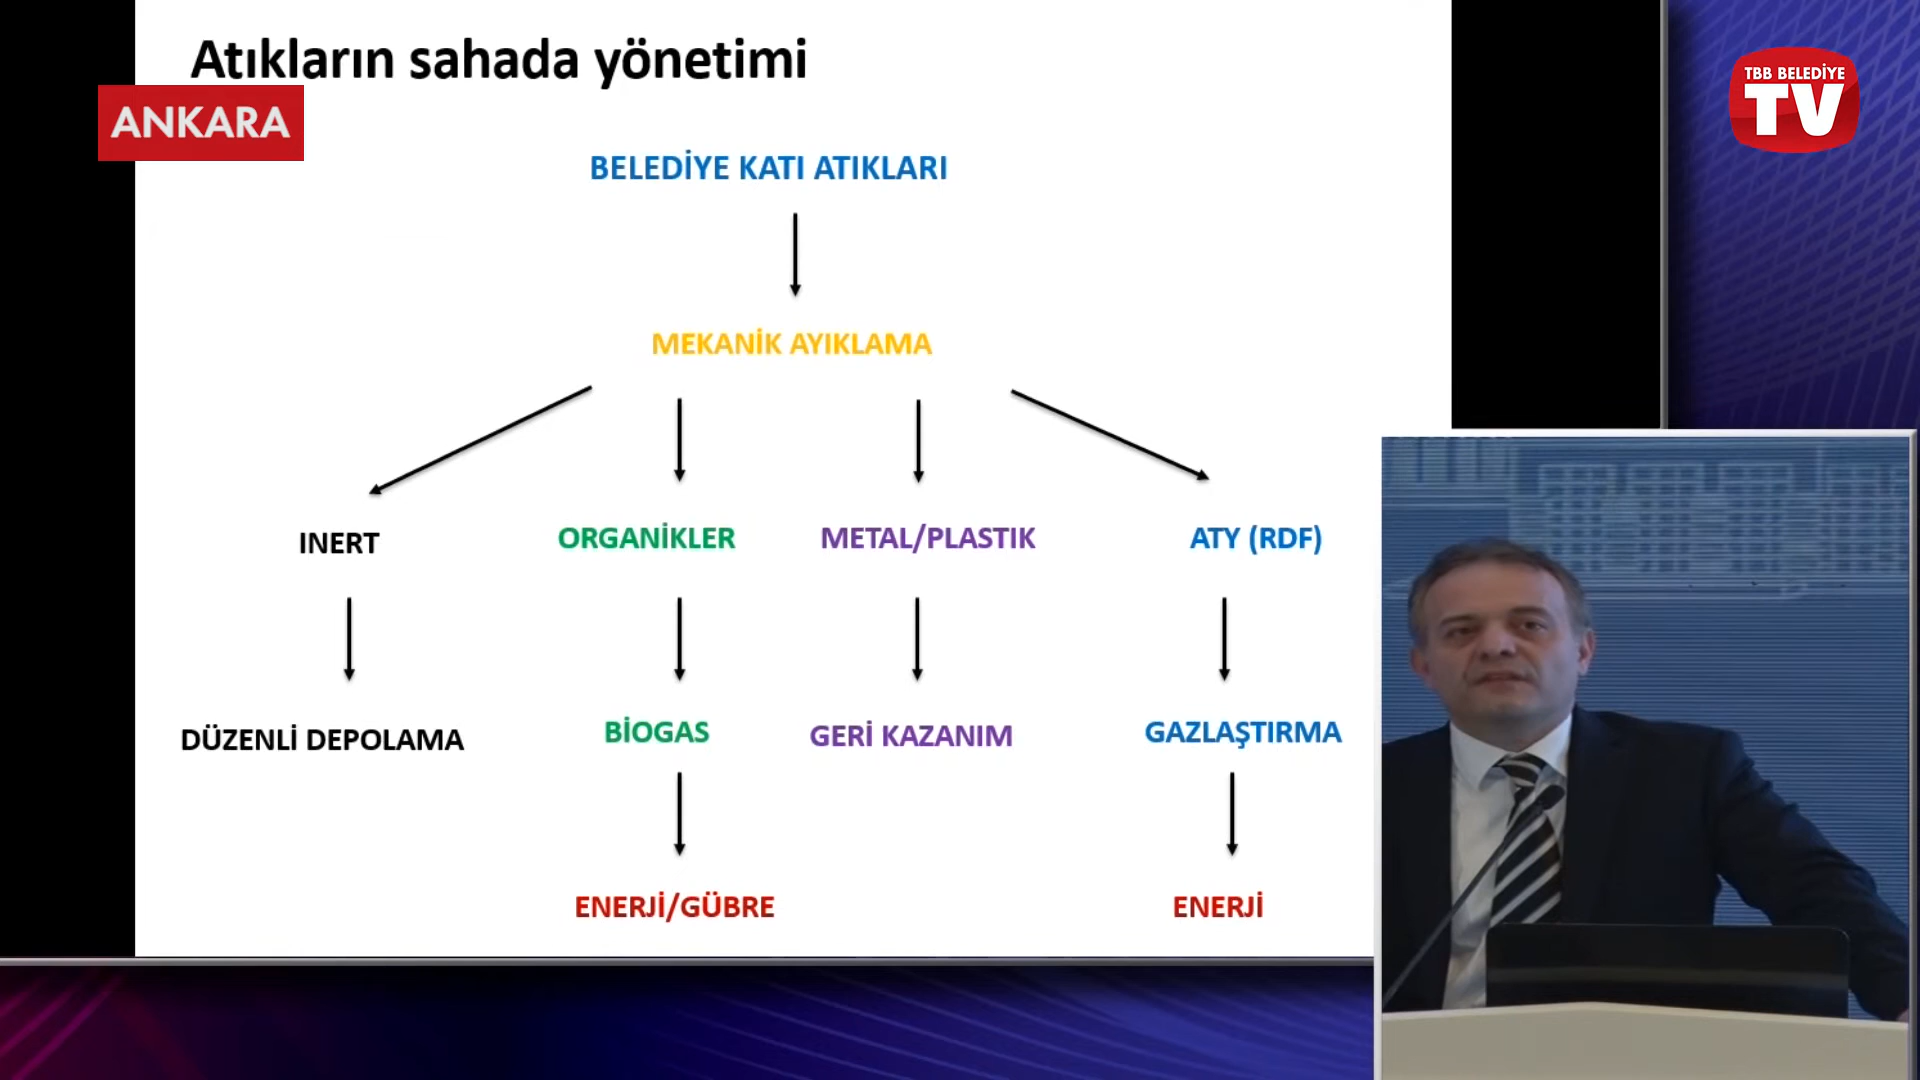 Atıkların sahada yönetimi
ANKARA
TBB BELEDİYE
TV
BELEDİYE KATI ATIKLARI
MEKANİK AYIKLAMA
INERT
ORGANİKLER
METAL/PLASTIK
ATY (RDF)
DÜZENLİ DEPOLAMA
BİOGAS
GERİ KAZANIM
GAZLAŞTIRMA
ENERJİ/GÜBRE
ENERJİ